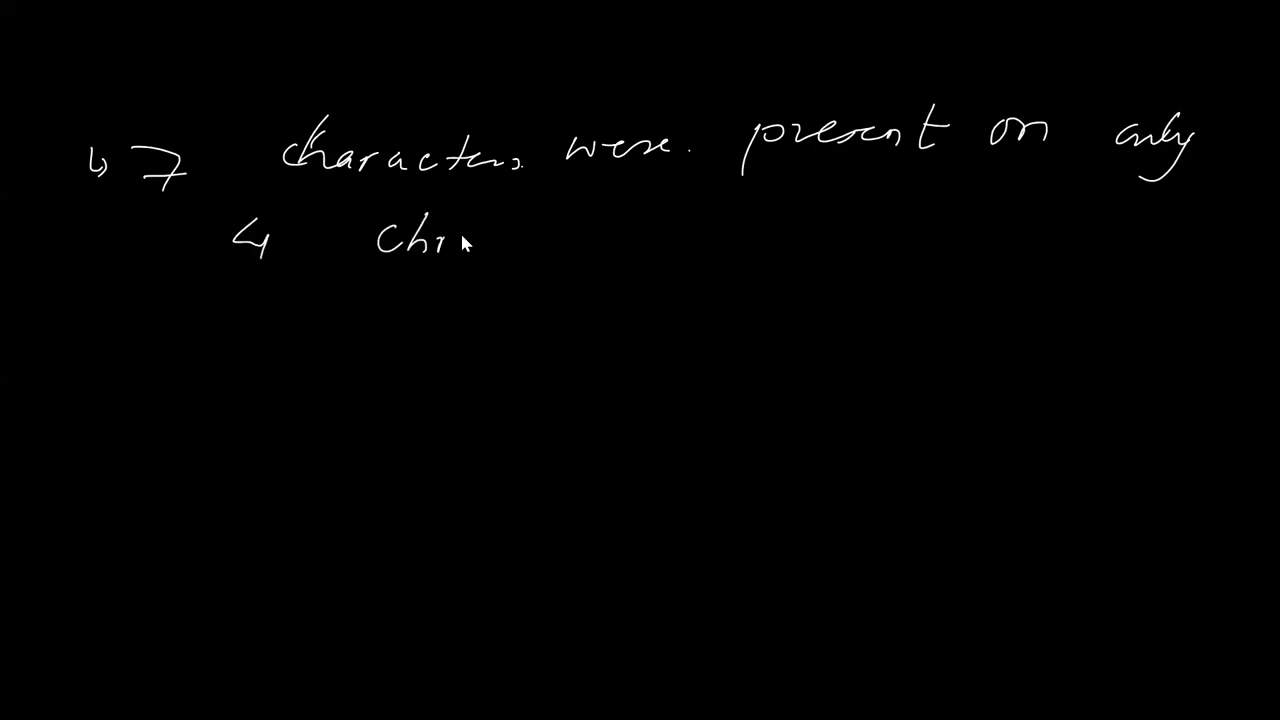 ↳ 7 characters were present on only
4 chr